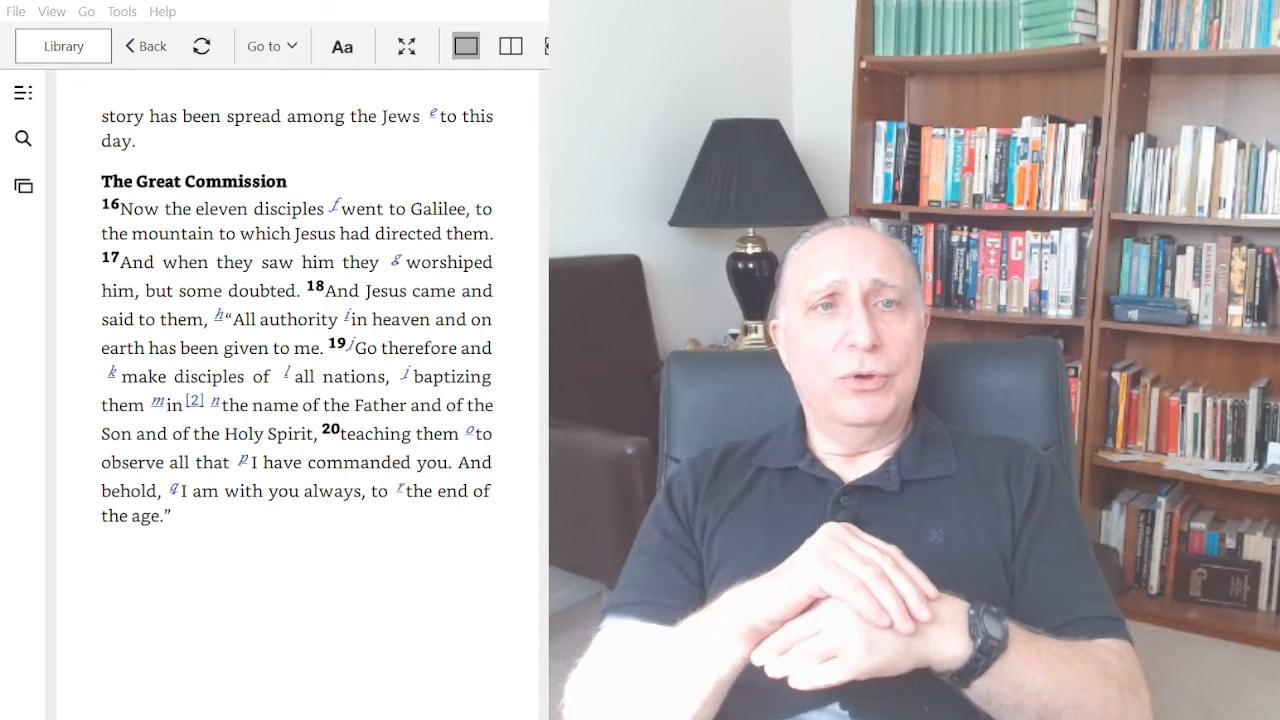 File View Go Tools Help
Library Back Go to Aa
story has been spread among the Jews e to this
day.
The Great Commission
16Now the eleven disciples f went to Galilee, to
the mountain to which Jesus had directed them.
17And when they saw him they g worshiped
him, but some doubted. 18And Jesus came and
said to them, h“All authority i in heaven and on
earth has been given to me. 19 j Go therefore and
k make disciples of l all nations, j baptizing
them m in[2] n the name of the Father and of the
Son and of the Holy Spirit, 20teaching them o to
observe all that p I have commanded you. And
behold, q I am with you always, to r the end of
the age.”
C++
C